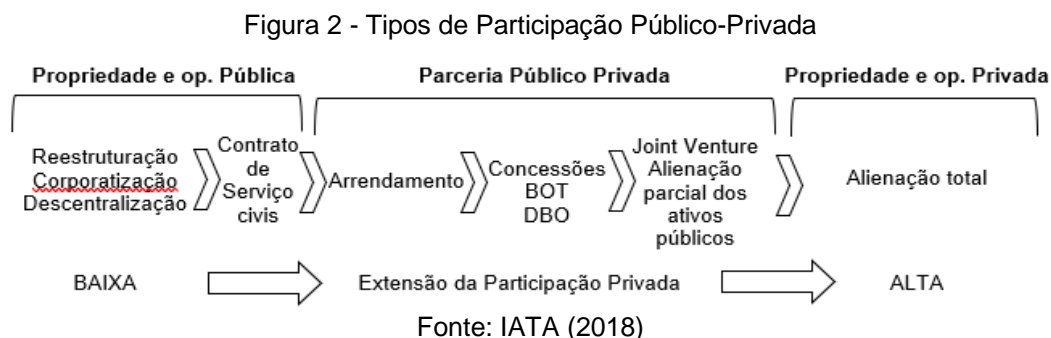 Figura 2 - Tipos de Participação Público-Privada
Propriedade e op. Pública
Parceria Público Privada
Propriedade e op. Privada
Reestruturação
Corporatização
Descentralização
Contrato
de
Serviço
civis
Arrendamento
Concessões
BOT
DBO
Joint Venture
Alienação
parcial dos
ativos
públicos
Alienação total
BAIXA
Extensão da Participação Privada
ALTA
Fonte: IATA (2018)